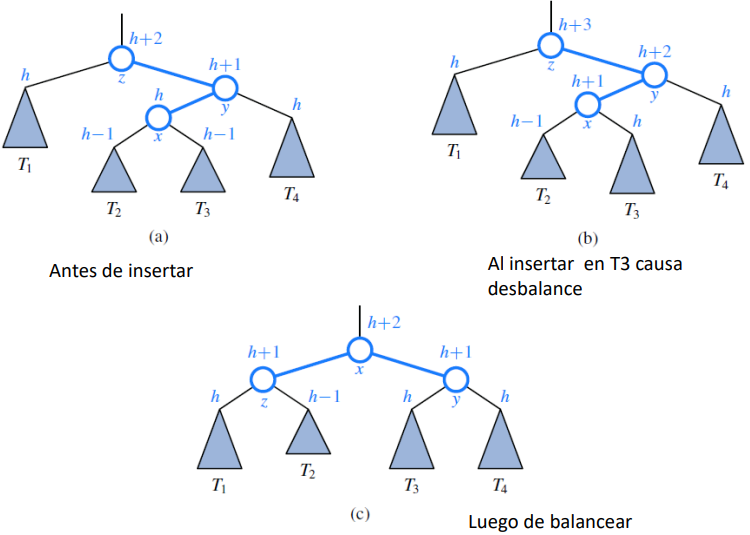 h+2
h
h+1
z
h
y
h
h−1
x
h−1
T1
T2
T3
T4
(a)
Antes de insertar
h+3
h
h+2
z
h+1
y
h
h−1
x
h
T1
T2
T3
T4
(b)
Al insertar en T3 causa
desbalance
h+2
h+1
x
h+1
h
z
h−1
h
y
h
T1
T2
T3
T4
(c)
Luego de balancear